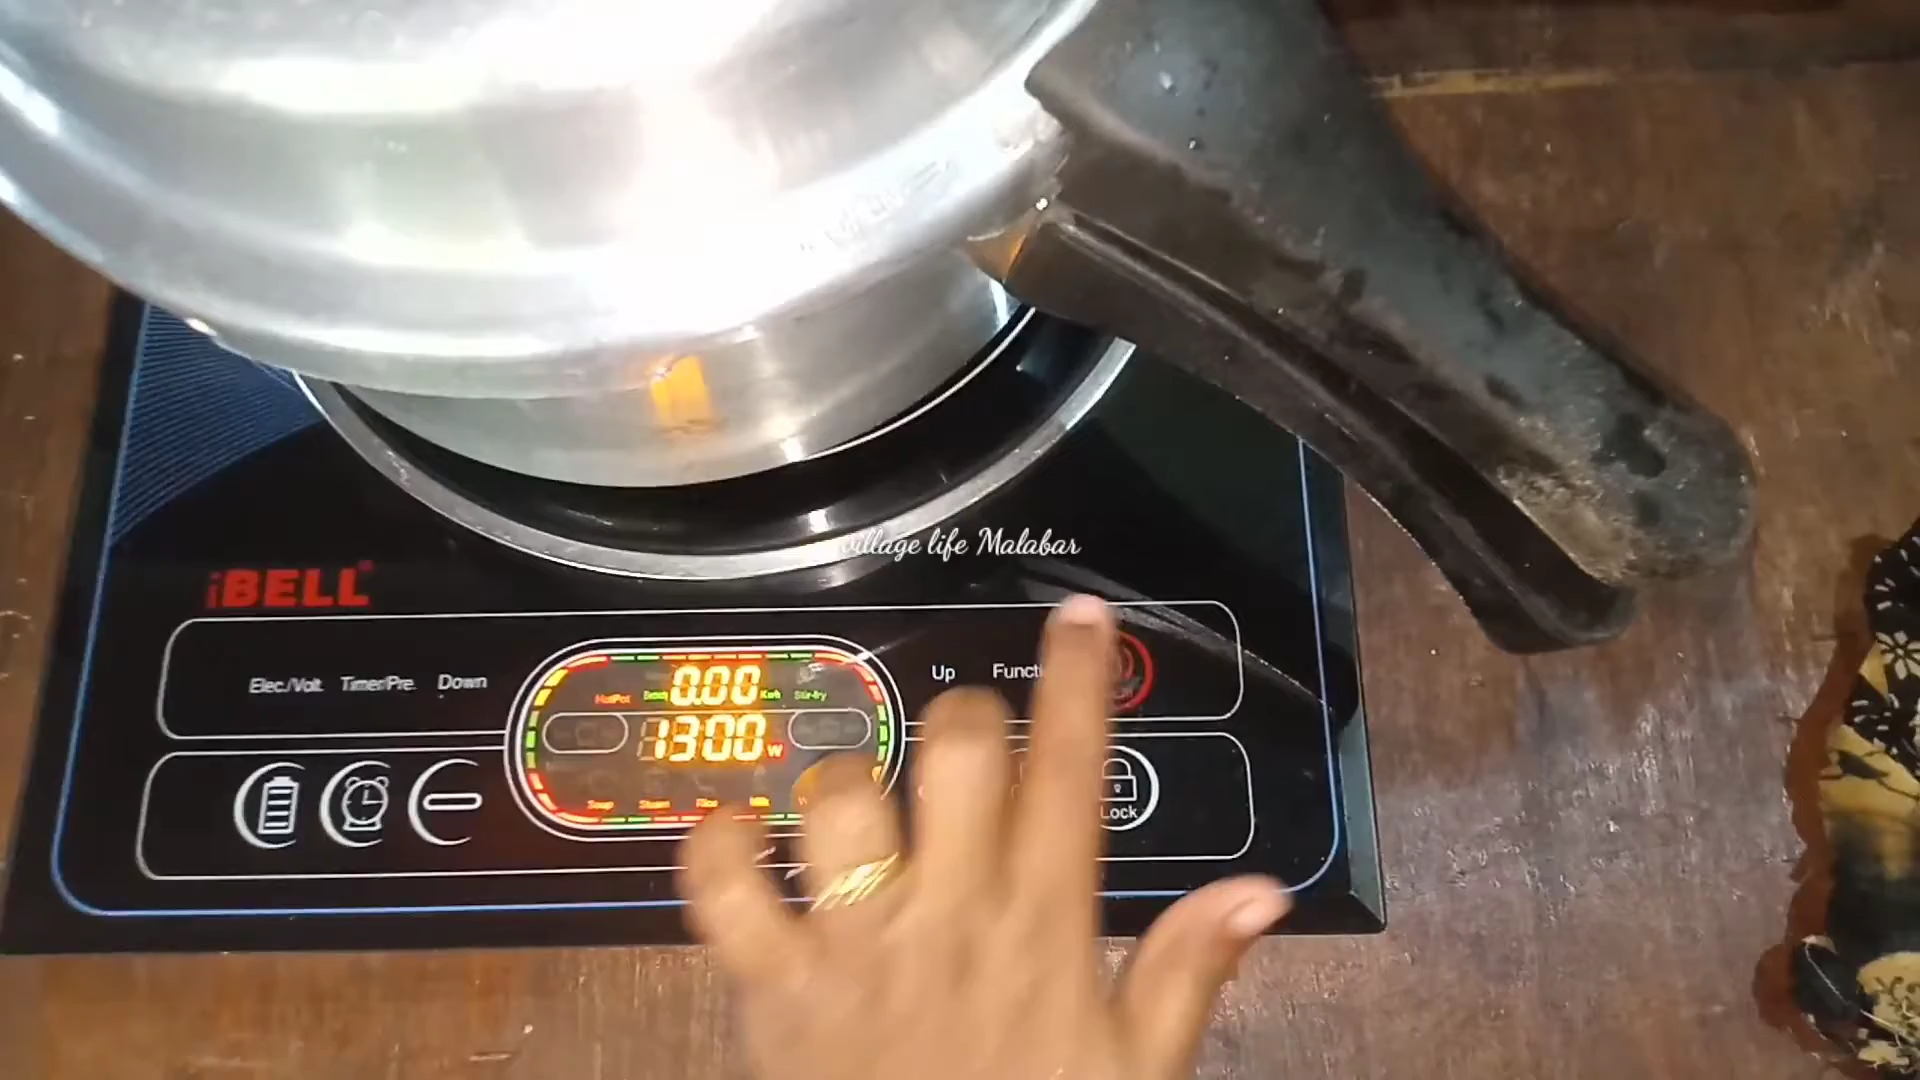 village life Malabar
iBELL
Elec./Volt. Timer/Pre. Down
Up
HotPot 0.00 Kwh Stir-fry
1300 W
Soup Steam Rice Milk
Lock